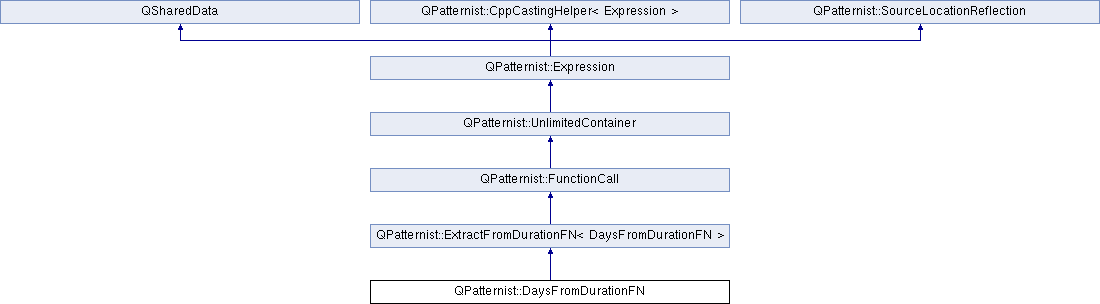 QSharedData
QPatternist::CppCastingHelper< Expression >
QPatternist::SourceLocationReflection
QPatternist::Expression
QPatternist::UnlimitedContainer
QPatternist::FunctionCall
QPatternist::ExtractFromDurationFN< DaysFromDurationFN >
QPatternist::DaysFromDurationFN